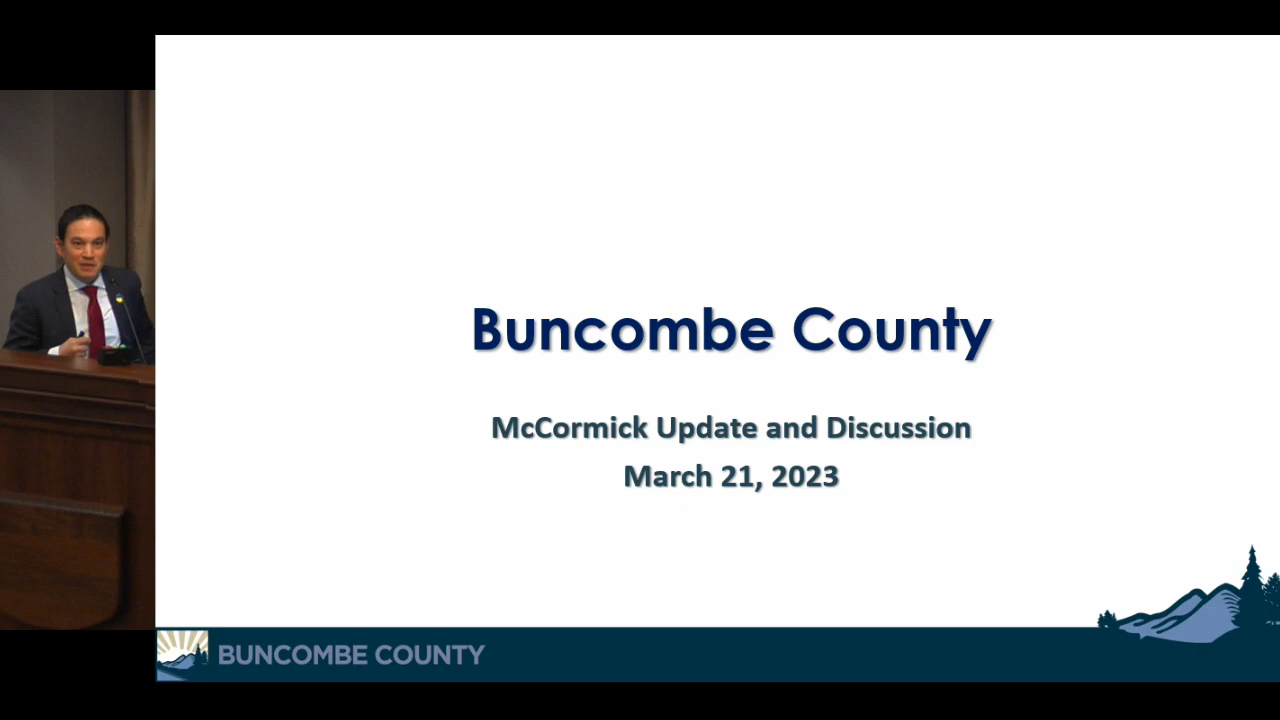 Buncombe County
McCormick Update and Discussion
March 21, 2023
BUNCOMBE COUNTY